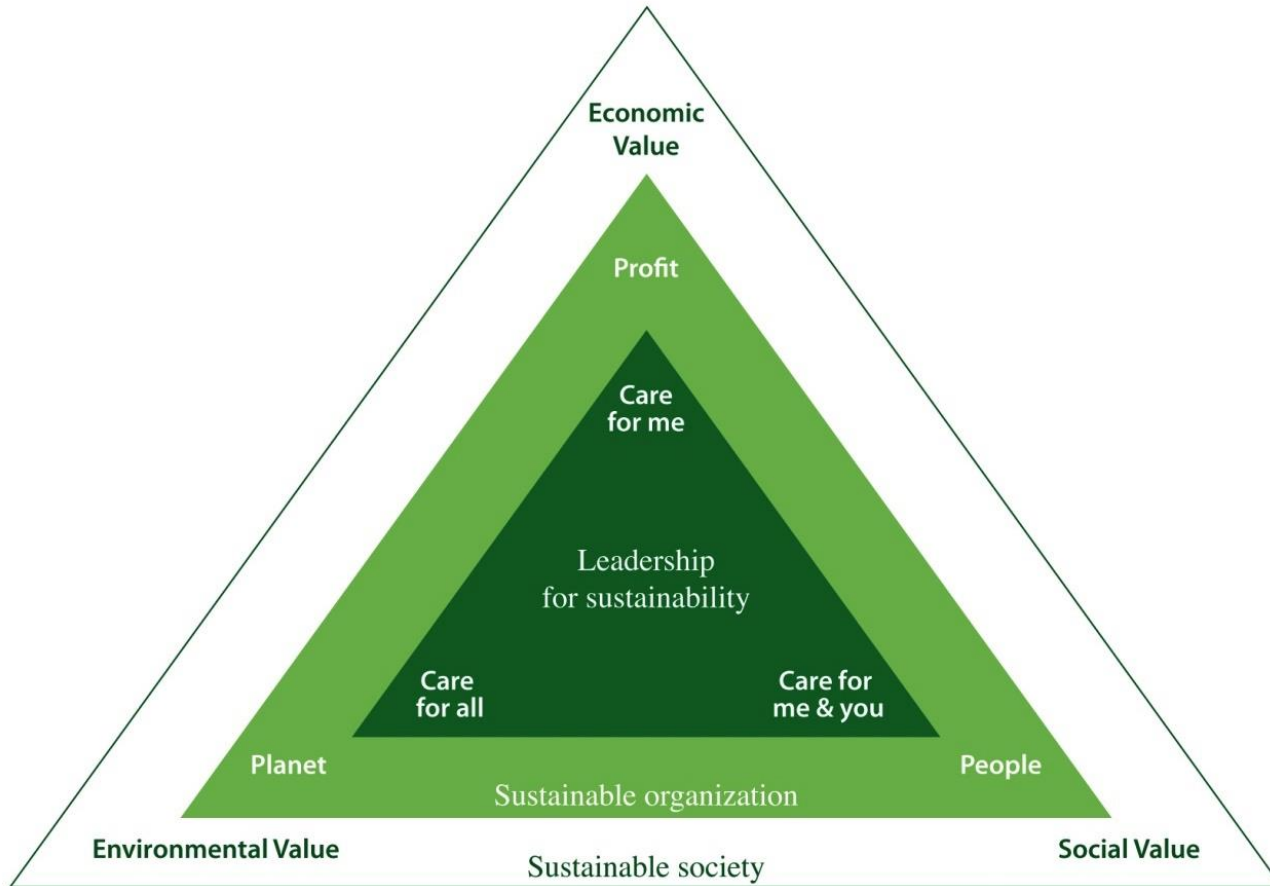 Economic
Value
Profit
Care
for me
Leadership
for sustainability
Care
for all
Care for
me & you
Planet
People
Sustainable organization
Environmental Value
Social Value
Sustainable society